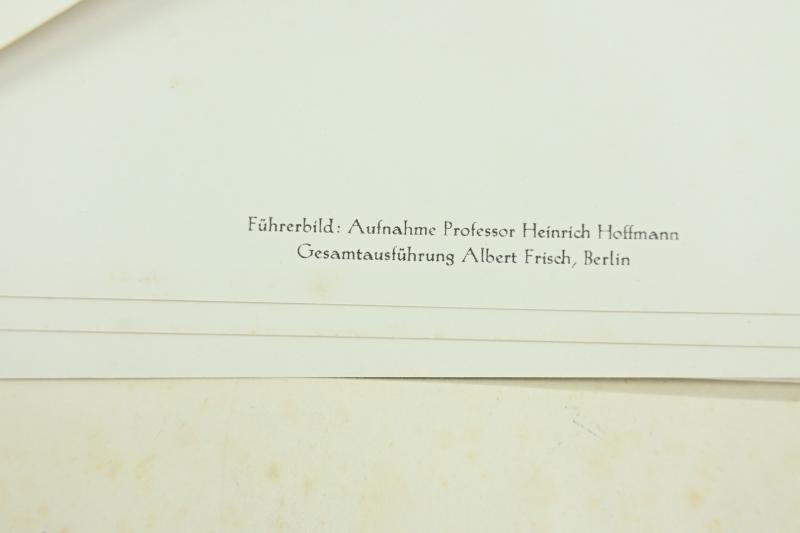 Führerbild: Aufnahme Professor Heinrich Hoffmann
Gesamtausführung Albert Frisch, Berlin